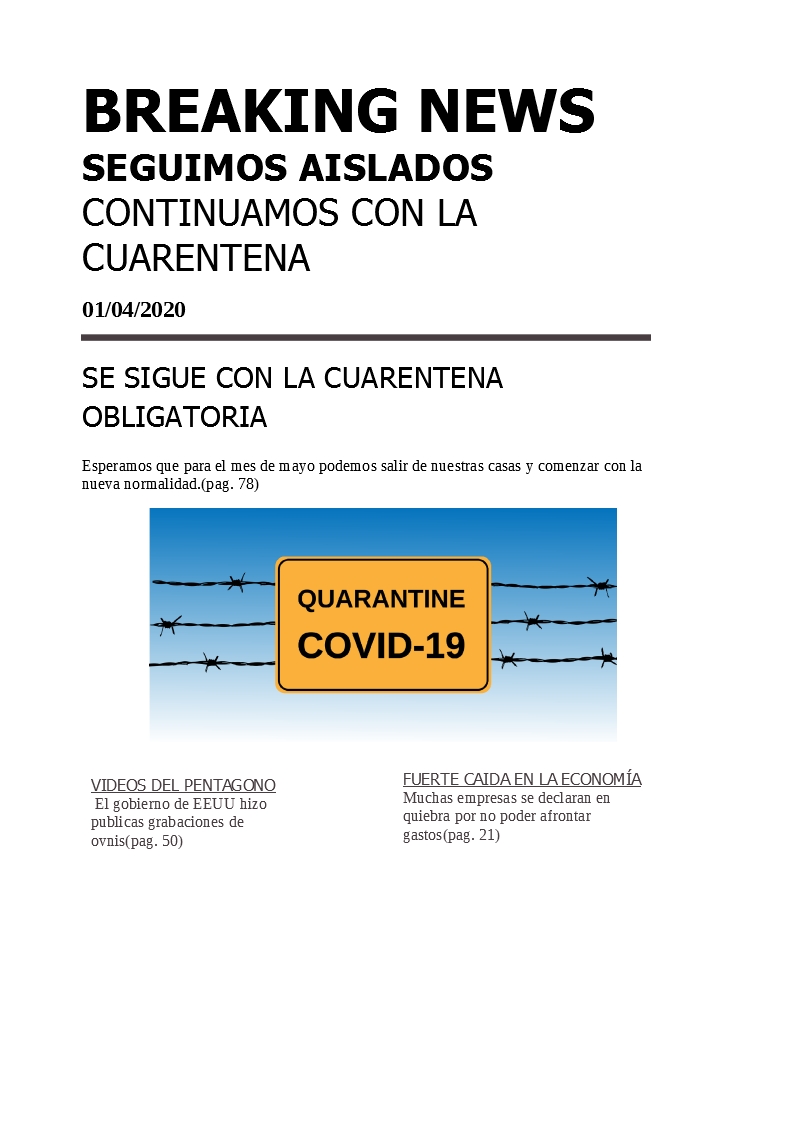 BREAKING NEWS
SEGUIMOS AISLADOS
CONTINUAMOS CON LA
CUARENTENA
01/04/2020
SE SIGUE CON LA CUARENTENA
OBLIGATORIA
Esperamos que para el mes de mayo podemos salir de nuestras casas y comenzar con la
nueva normalidad.(pag. 78)
QUARANTINE
COVID-19
VIDEOS DEL PENTAGONO
El gobierno de EEUU hizo
publicas grabaciones de
ovnis(pag. 50)
FUERTE CAIDA EN LA ECONOMÍA
Muchas empresas se declaran en
quiebra por no poder afrontar
gastos(pag. 21)